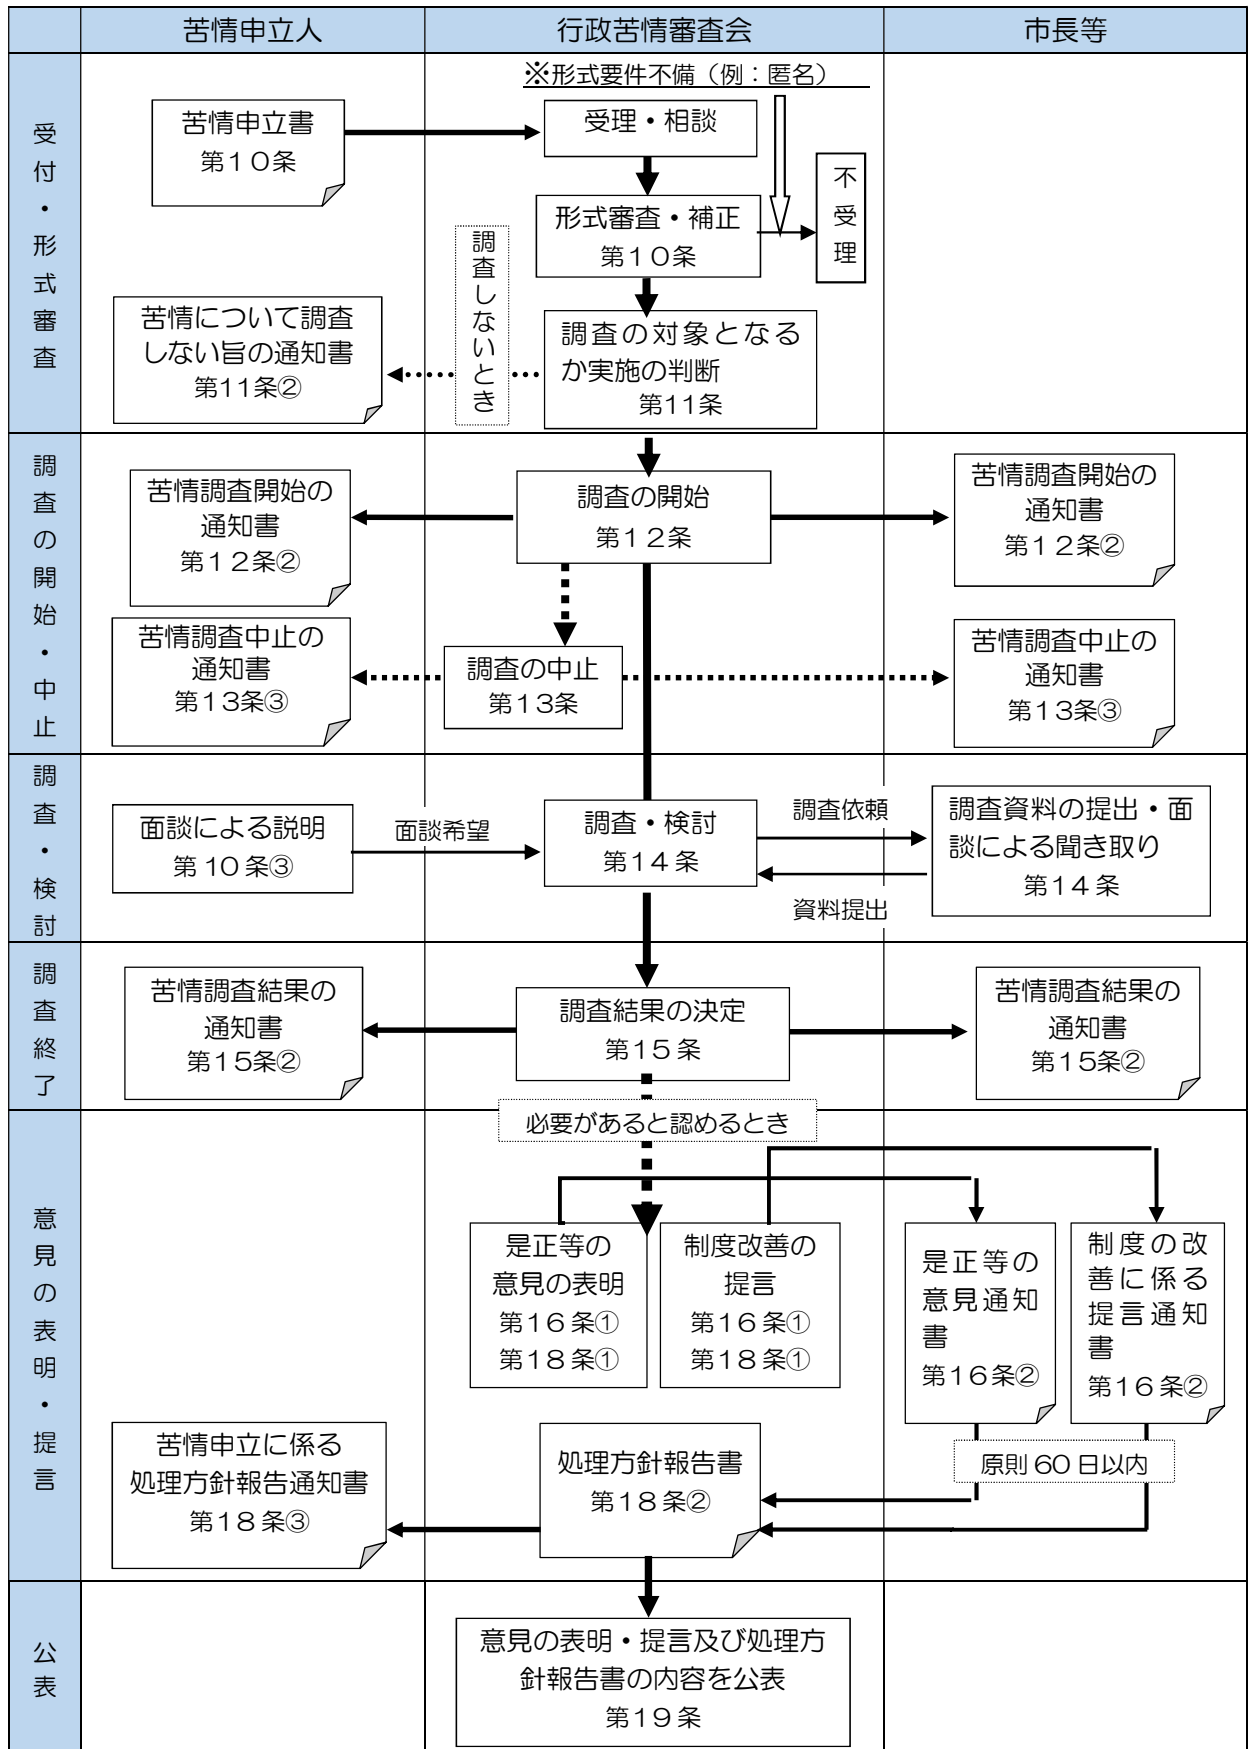 苦情申立人
行政苦情審査会
市長等
受付・形式審査
※形式要件不備（例：匿名）
苦情申立書
第１０条
受理・相談
不受理
形式審査・補正
第１０条
調査しないとき
苦情について調査
しない旨の通知書
第11条②
調査の対象となる
か実施の判断
第11条
調査の開始・中止
苦情調査開始の
通知書
第１２条②
調査の開始
第１２条
苦情調査開始の
通知書
第１２条②
苦情調査中止の
通知書
第１３条③
調査の中止
第１３条
苦情調査中止の
通知書
第１３条③
調査・検討
面談による説明
第 10 条③
面談希望
調査・検討
第１４条
調査依頼
資料提出
調査資料の提出・面
談による聞き取り
第１４条
調査終了
苦情調査結果の
通知書
第１５条②
調査結果の決定
第１５条
苦情調査結果の
通知書
第１５条②
必要があると認めるとき
意見の表明・提言
是正等の
意見の表明
第１６条①
第１８条①
制度改善の
提言
第１６条①
第１８条①
是正等の
意見通知
書
第１６条②
制度の改
善に係る
提言通知
書
第１６条②
原則 60 日以内
苦情申立に係る
処理方針報告通知書
第１８条③
処理方針報告書
第１８条②
公表
意見の表明・提言及び処理方
針報告書の内容を公表
第１９条